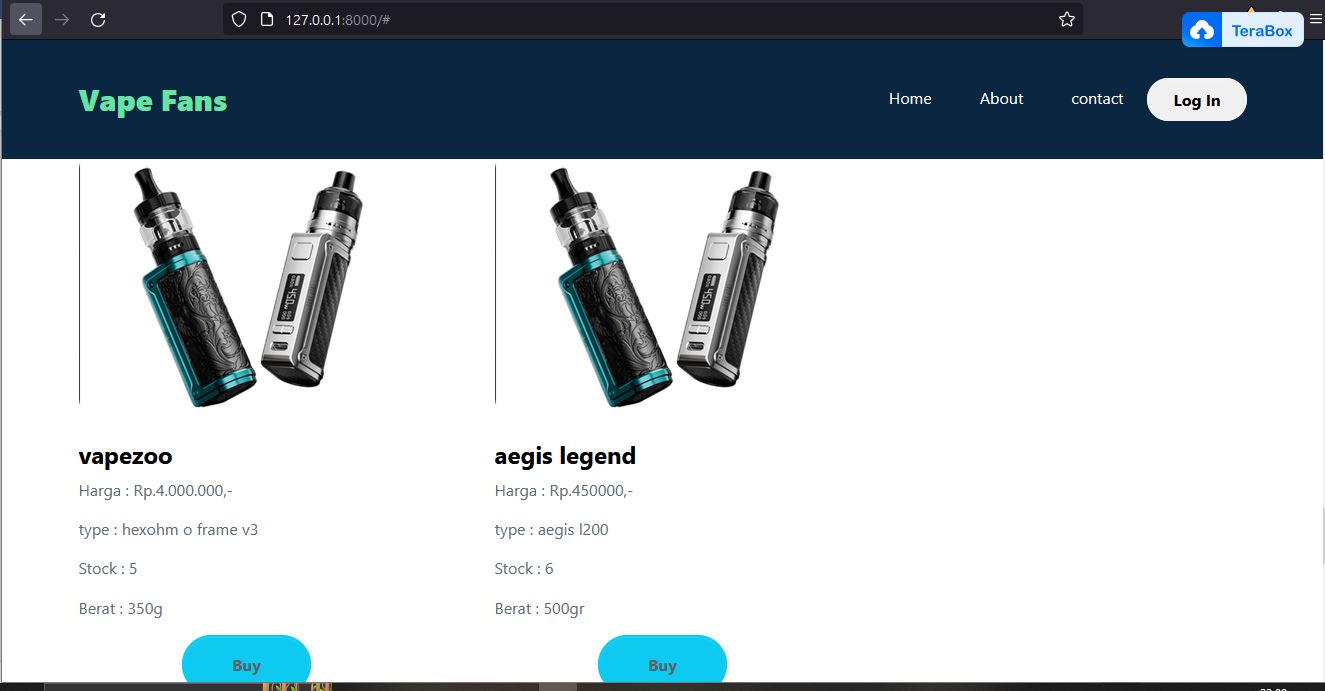 127.0.0.1:8000/#
TeraBox
Vape Fans
Home
About
contact
Log In
vapezoo
Harga : Rp.4.000.000,-
type : hexohm o frame v3
Stock : 5
Berat : 350g
Buy
aegis legend
Harga : Rp.450000,-
type : aegis l200
Stock : 6
Berat : 500gr
Buy